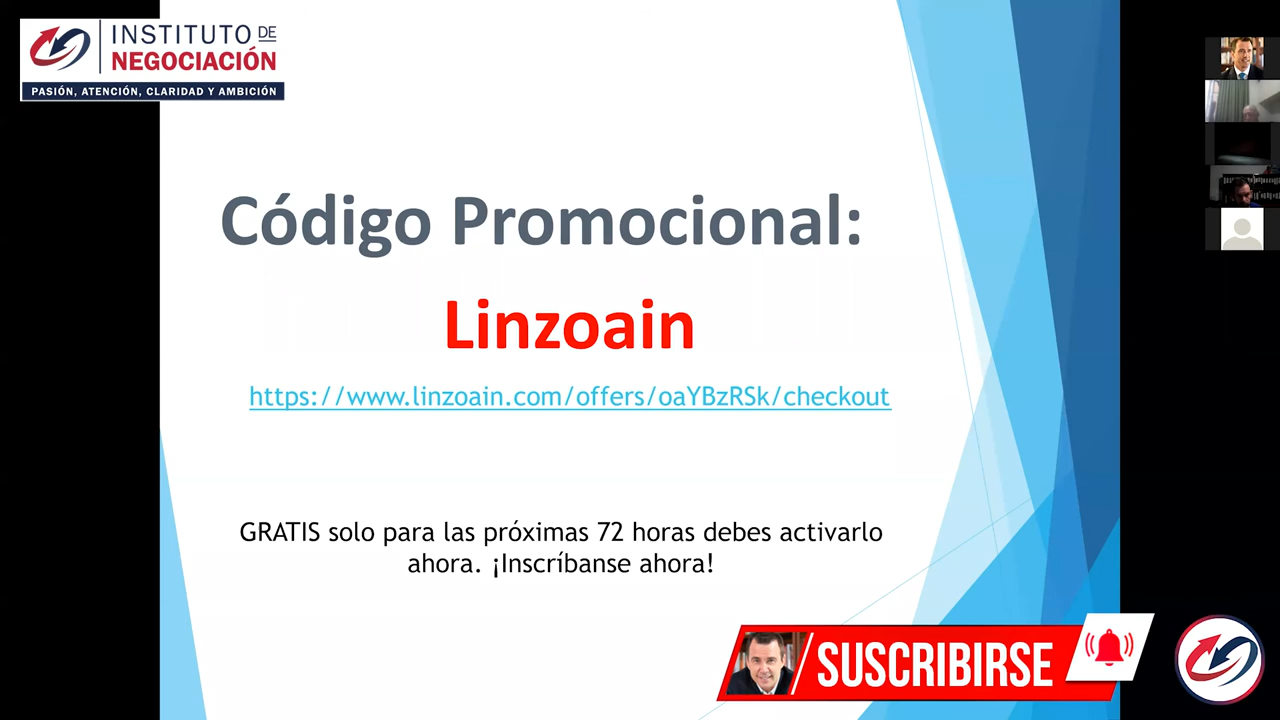 INSTITUTO DE
NEGOCIACIÓN
PASIÓN, ATENCIÓN, CLARIDAD Y AMBICIÓN
Código Promocional:
Linzoain
https://www.linzoain.com/offers/oaYBzRSk/checkout
GRATIS solo para las próximas 72 horas debes activarlo
ahora. ¡Inscríbanse ahora!
SUSCRIBIRSE